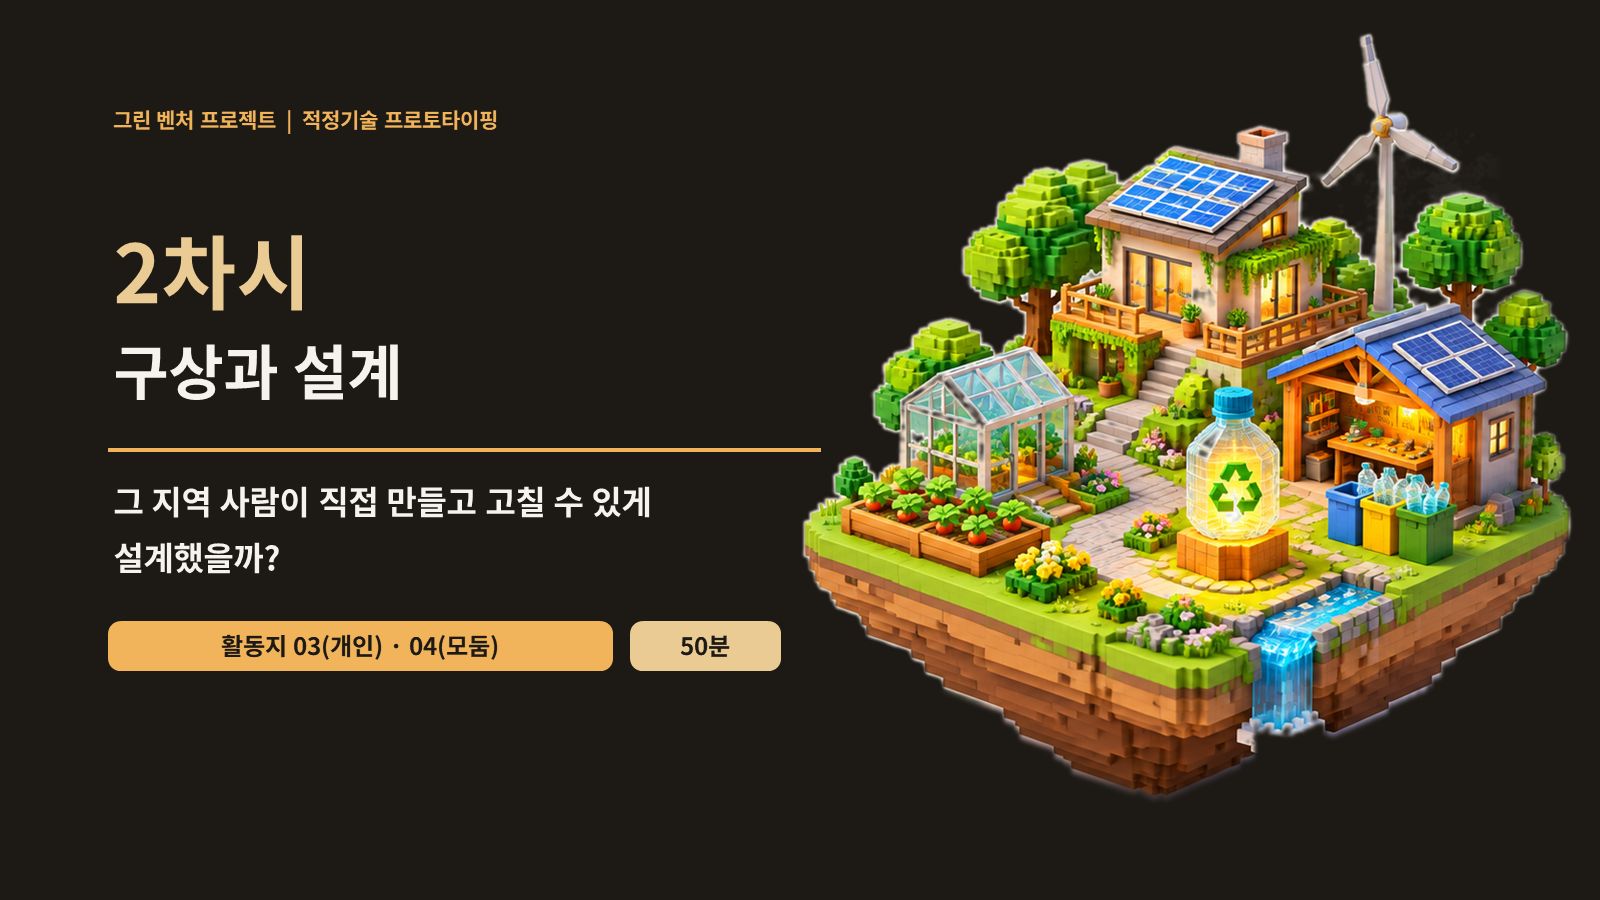 그린 벤처 프로젝트 | 적정기술 프로토타이핑
2차시
구상과 설계
그 지역 사람이 직접 만들고 고칠 수 있게
설계했을까?
활동지 03(개인) · 04(모둠)
50분